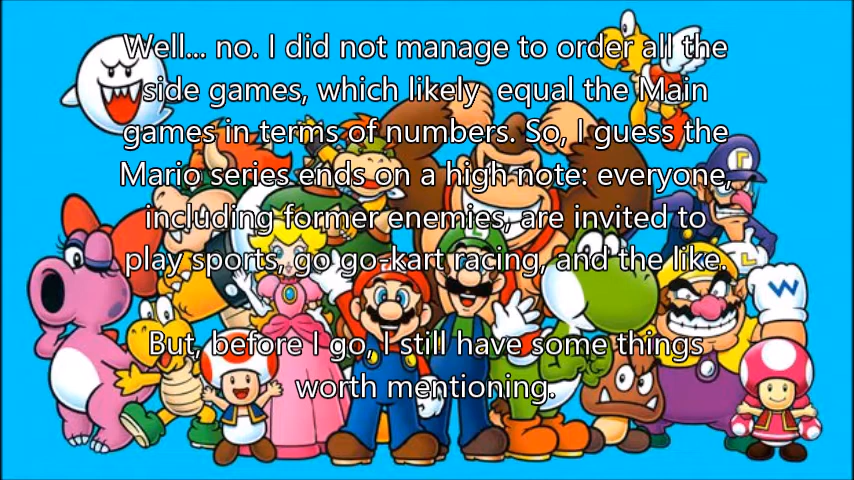 Well... no. I did not manage to order all the
side games, which likely  equal the Main
games in terms of numbers. So, I guess the
Mario series ends on a high note: everyone,
including former enemies, are invited to
play sports, go go-kart racing, and the like.
But, before I go, I still have some things
worth mentioning.
L
L
W